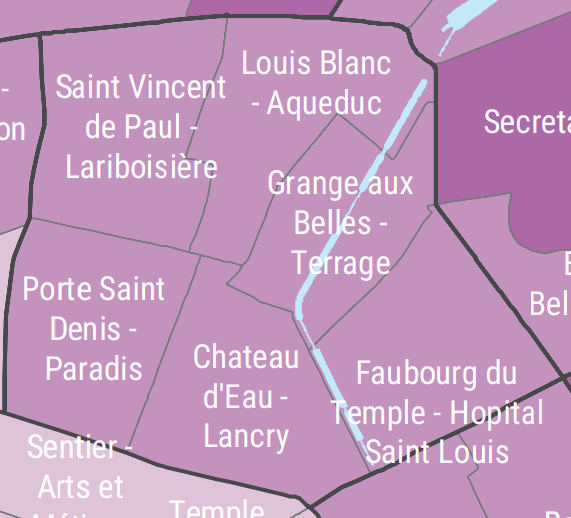 Louis Blanc
- Aqueduc
Saint Vincent
de Paul -
Lariboisière
-
on
Secreta
Grange aux
Belles -
Terrage
Porte Saint
Denis -
Paradis
Bel
Chateau
d'Eau -
Lancry
Faubourg du
Temple - Hopital
Saint Louis
Sentier -
Arts et
Temple